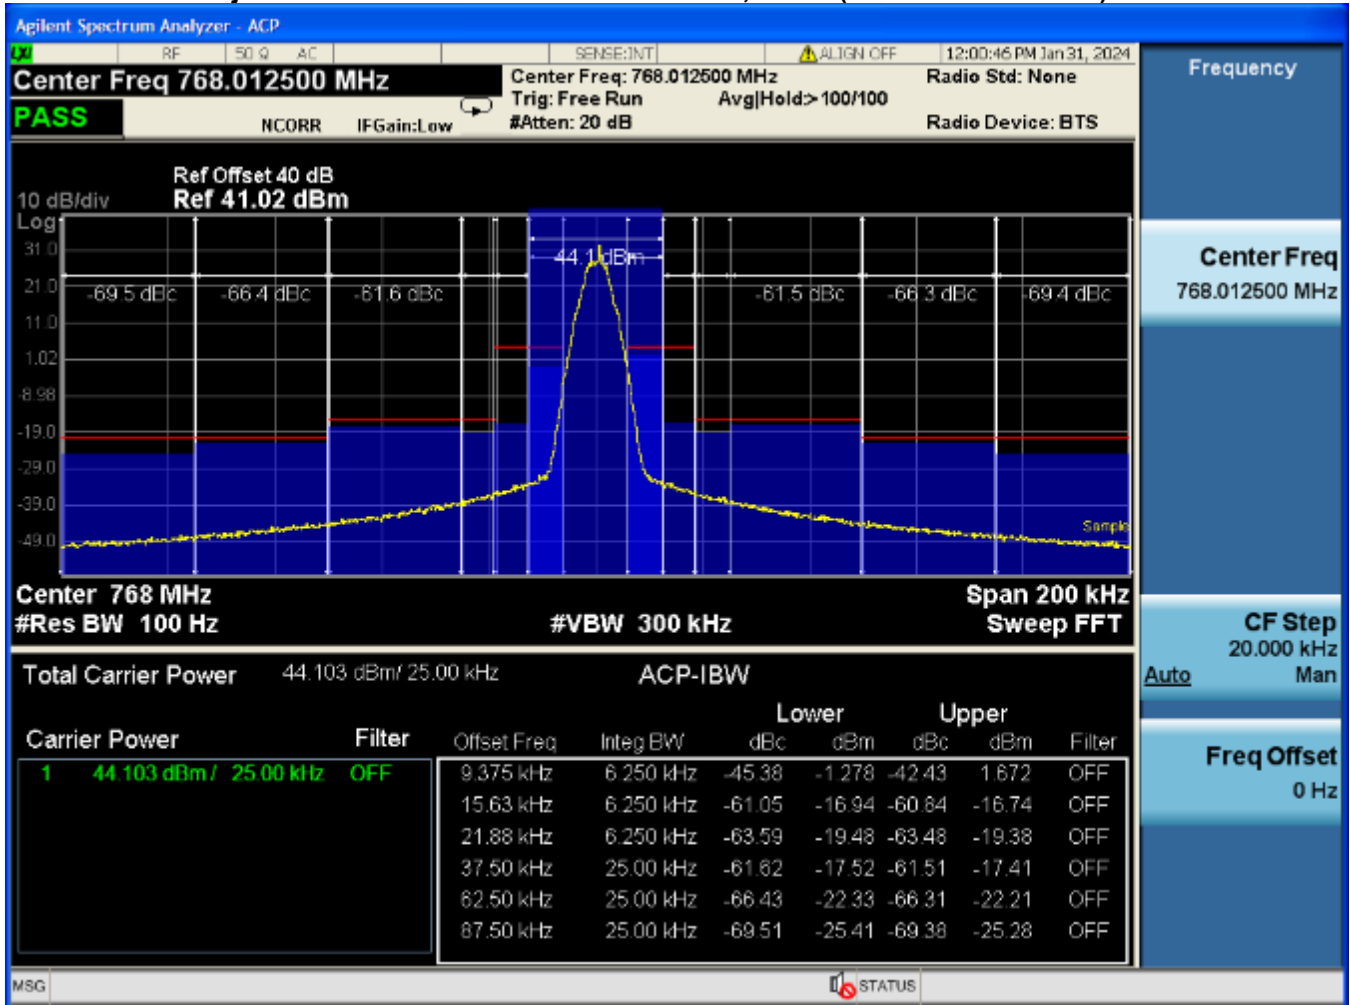 Agilent Spectrum Analyzer - ACP
LXI RF 50 Ω AC SENSE:INT ALIGN OFF 12:00:46 PM Jan 31, 2024
Center Freq 768.012500 MHz
Center Freq: 768.012500 MHz
Radio Std: None
Trig: Free Run Avg|Hold:> 100/100
PASS
NCORR IFGain:Low
#Atten: 20 dB
Radio Device: BTS
Frequency
Ref Offset 40 dB
10 dB/div Ref 41.02 dBm
Log
31.0
44.1 dBm
21.0
-69.5 dBc -66.4 dBc -61.6 dBc -61.5 dBc -66.3 dBc -69.4 dBc
11.0
1.02
-8.98
-19.0
-29.0
-39.0
-49.0
Sample
Center Freq
768.012500 MHz
Center 768 MHz Span 200 kHz
#Res BW 100 Hz #VBW 300 kHz Sweep FFT
CF Step
20.000 kHz
Auto Man
Freq Offset
0 Hz
Total Carrier Power 44.103 dBm/ 25.00 kHz ACP-IBW
Lower Upper
Carrier Power Filter Offset Freq Integ BW dBc dBm dBc dBm Filter
1 44.103 dBm / 25.00 kHz OFF 9.375 kHz 6.250 kHz -45.38 -1.278 -42.43 1.672 OFF
15.63 kHz 6.250 kHz -61.05 -16.94 -60.84 -16.74 OFF
21.88 kHz 6.250 kHz -63.59 -19.48 -63.48 -19.38 OFF
37.50 kHz 25.00 kHz -61.62 -17.52 -61.51 -17.41 OFF
62.50 kHz 25.00 kHz -66.43 -22.33 -66.31 -22.21 OFF
87.50 kHz 25.00 kHz -69.51 -25.41 -69.38 -25.28 OFF
MSG STATUS